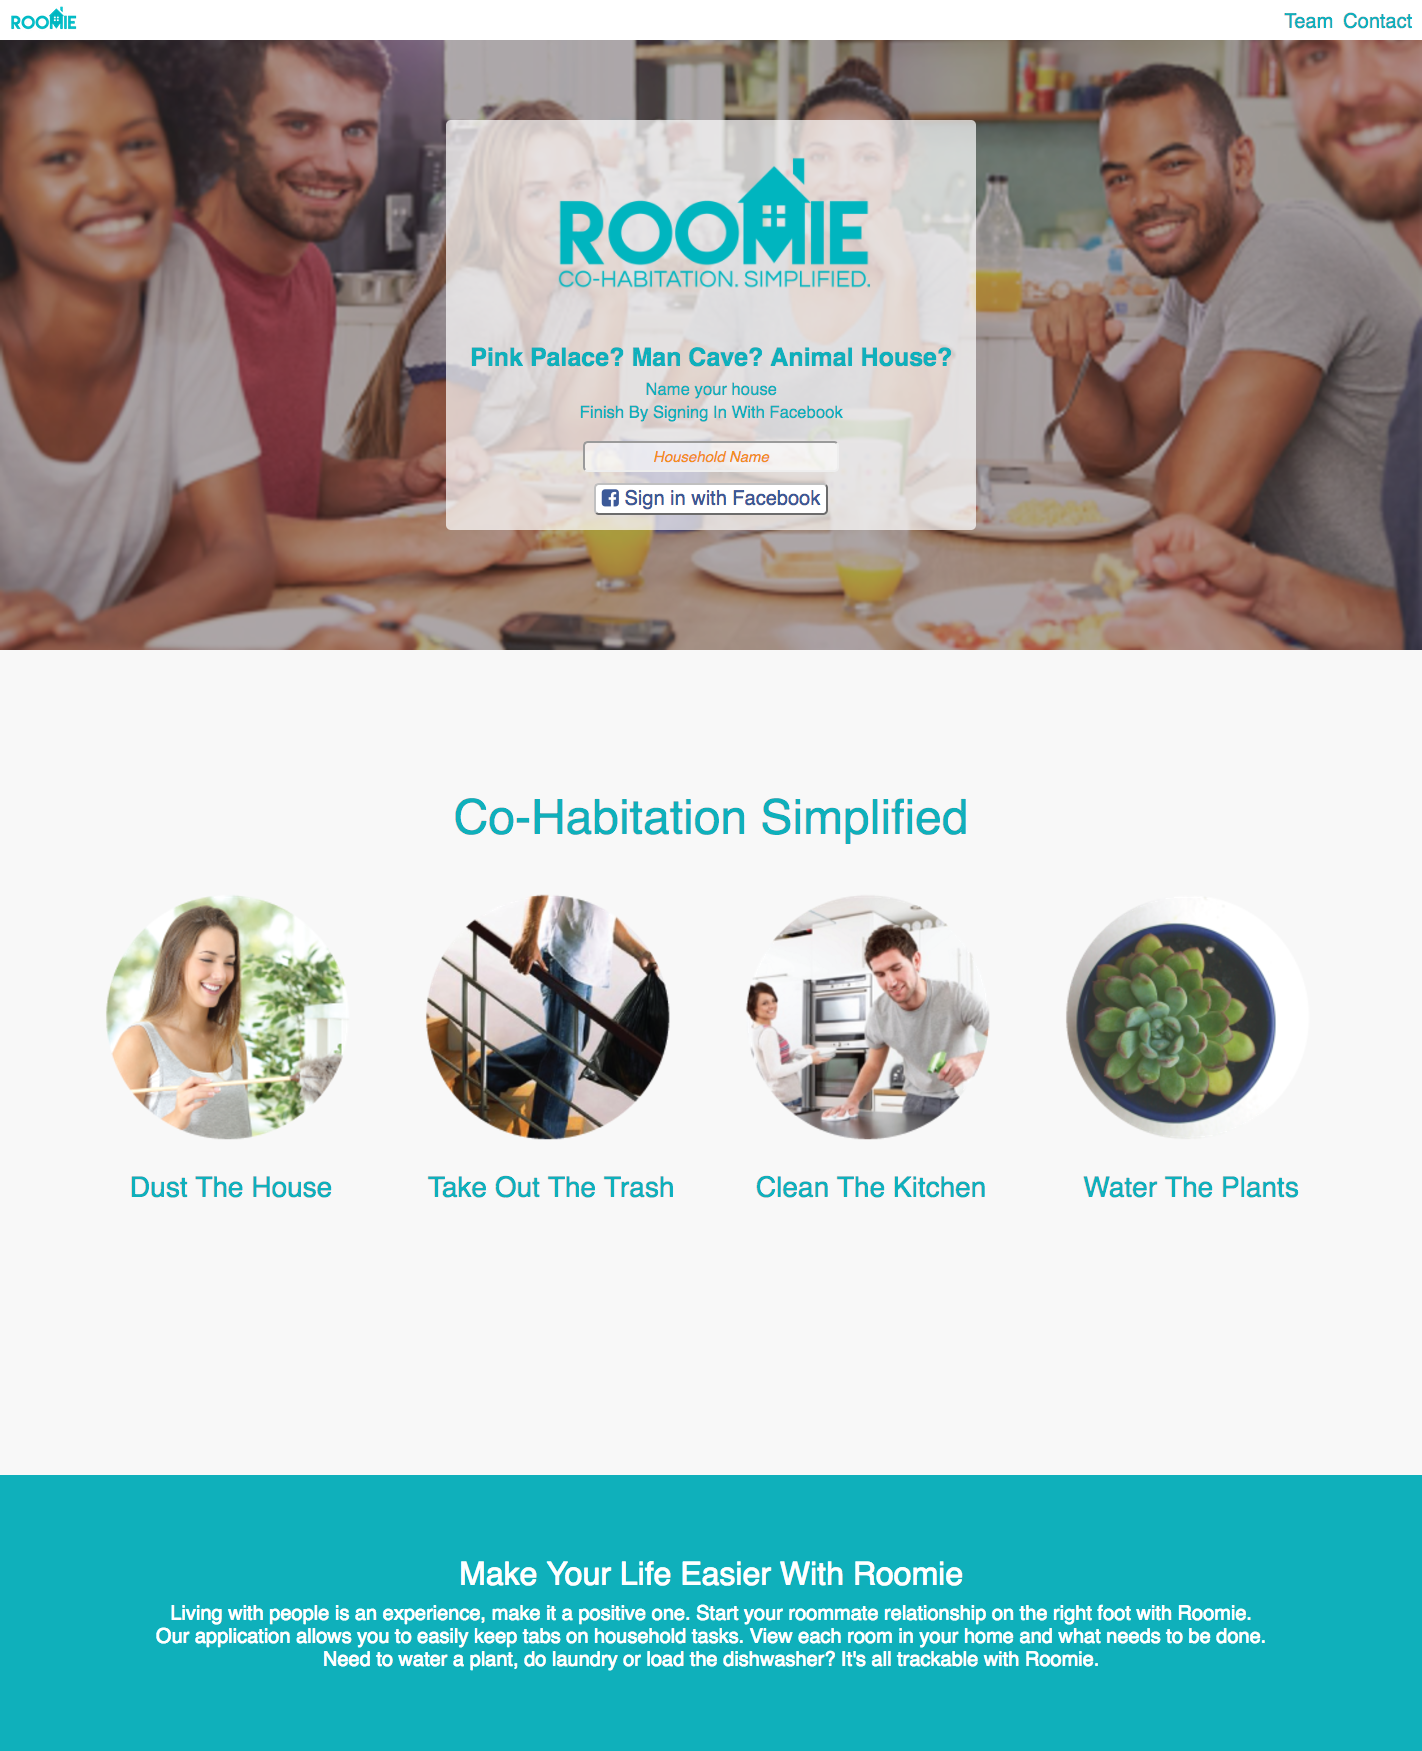 ROOMIE
Team Contact
ROOMIE
CO-HABITATION. SIMPLIFIED.
Pink Palace? Man Cave? Animal House?
Name your house
Finish By Signing In With Facebook
Household Name
Sign in with Facebook
Co-Habitation Simplified
Dust The House
Take Out The Trash
Clean The Kitchen
Water The Plants
Make Your Life Easier With Roomie
Living with people is an experience, make it a positive one. Start your roommate relationship on the right foot with Roomie.
Our application allows you to easily keep tabs on household tasks. View each room in your home and what needs to be done.
Need to water a plant, do laundry or load the dishwasher? It's all trackable with Roomie.